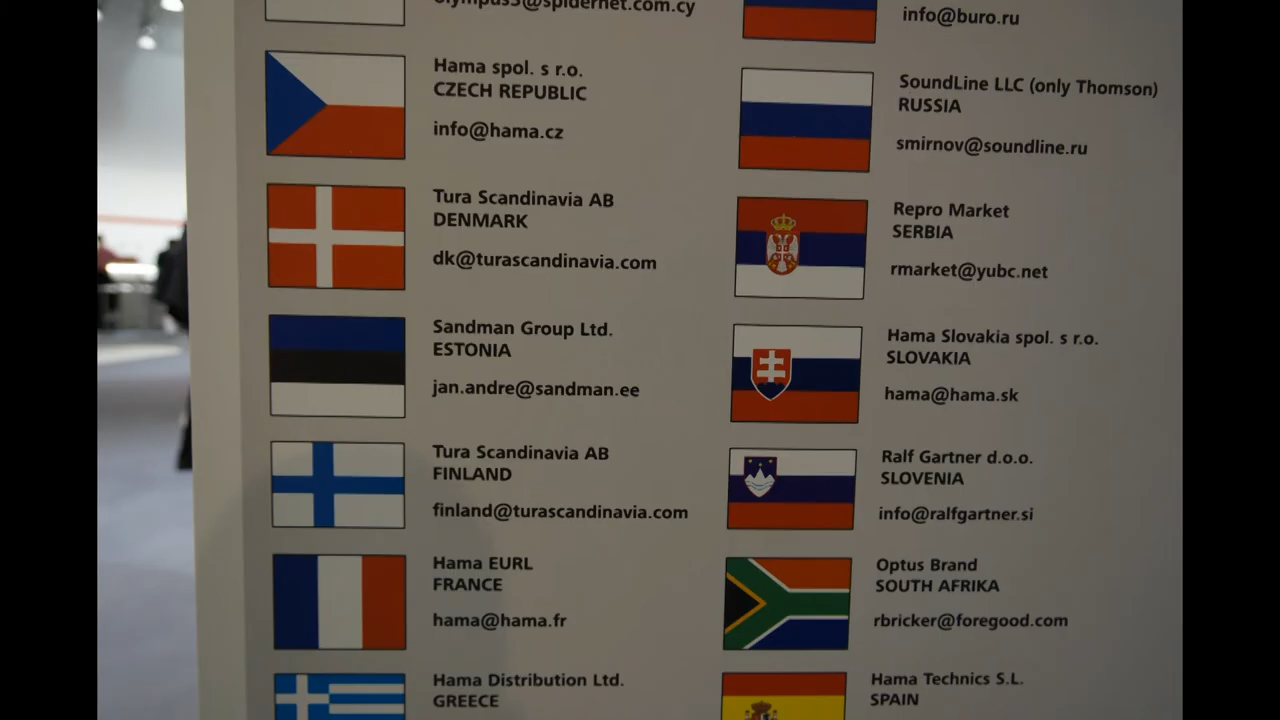 olympus3@spidernet.com.cy
Hama spol. s r.o.
CZECH REPUBLIC
info@hama.cz
Tura Scandinavia AB
DENMARK
dk@turascandinavia.com
Sandman Group Ltd.
ESTONIA
jan.andre@sandman.ee
Tura Scandinavia AB
FINLAND
finland@turascandinavia.com
Hama EURL
FRANCE
hama@hama.fr
Hama Distribution Ltd.
GREECE
info@buro.ru
SoundLine LLC (only Thomson)
RUSSIA
smirnov@soundline.ru
Repro Market
SERBIA
rmarket@yubc.net
Hama Slovakia spol. s r.o.
SLOVAKIA
hama@hama.sk
Ralf Gartner d.o.o.
SLOVENIA
info@ralfgartner.si
Optus Brand
SOUTH AFRIKA
rbricker@foregood.com
Hama Technics S.L.
SPAIN